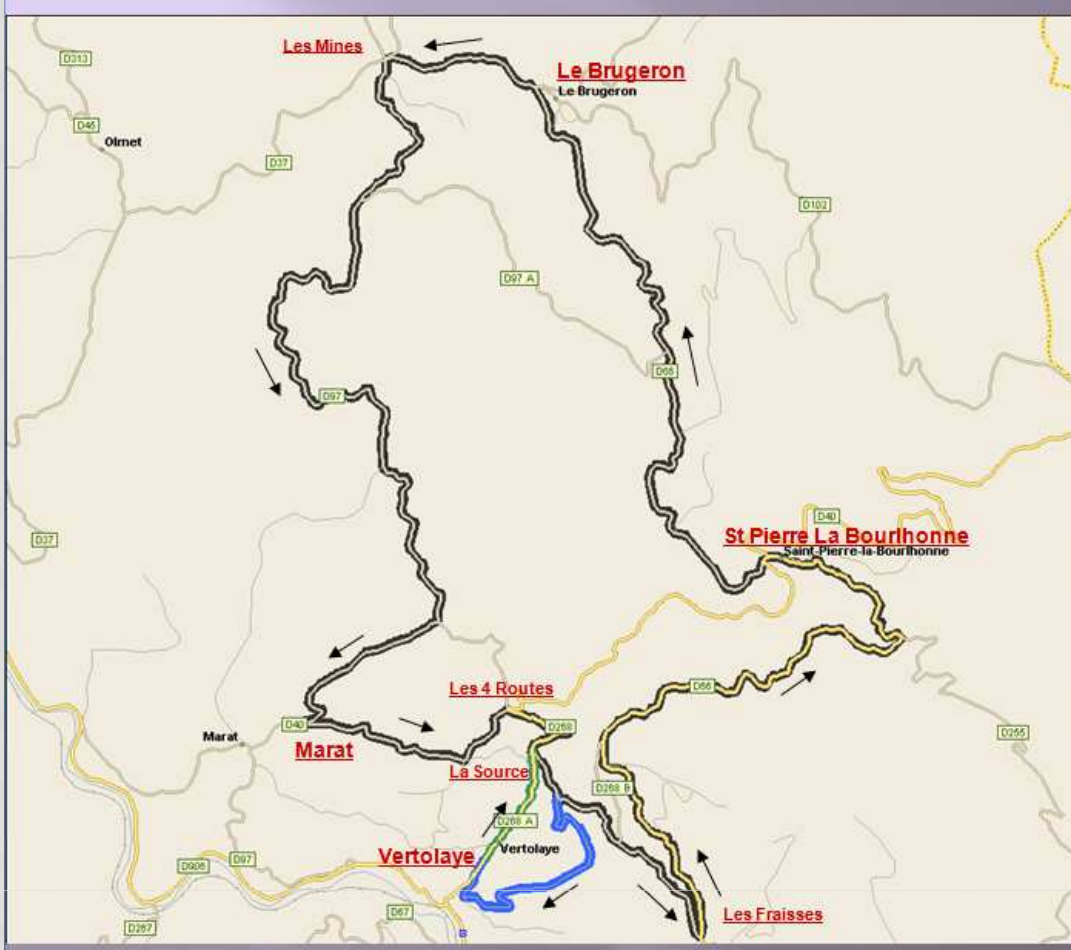 Les Mines
D313
Le Brugeron
Le Brugeron
D45
Olmet
D37
D102
D97 A
D66
D97
D40
D37
St Pierre La Bourlhonne
Saint-Pierre-la-Bourlhonne
Les 4 Routes
D66
D40
D268
Marat
D255
Marat
La Source
D268 B
D268 A
Vertolaye
Vertolaye
D906
D97
D67
Les Fraisses
D267